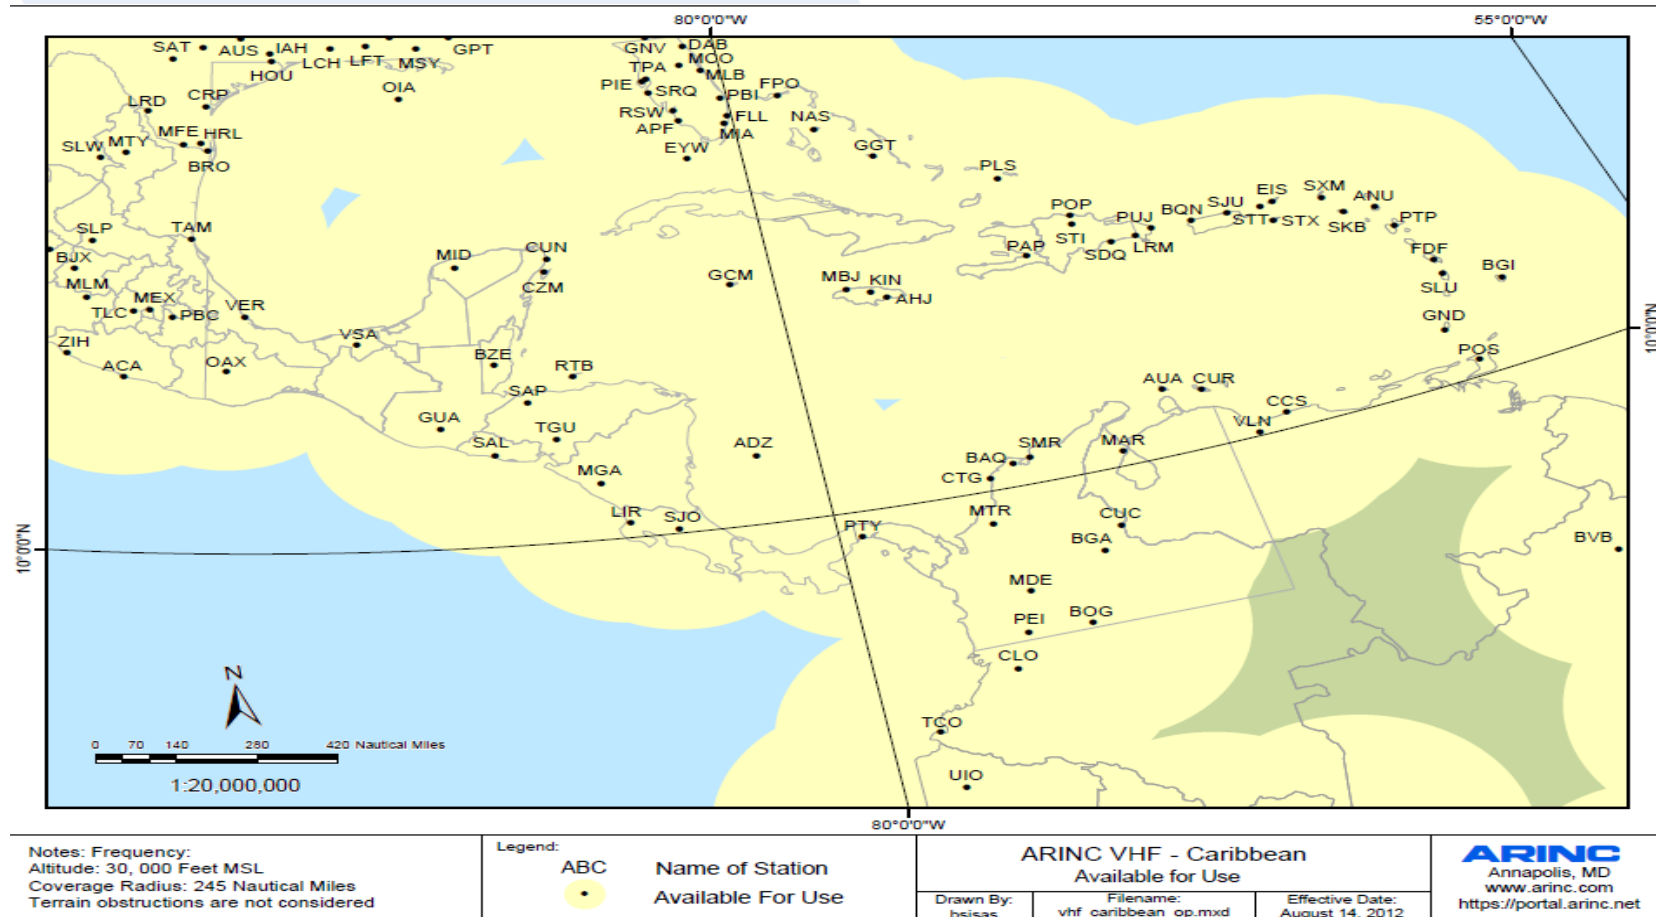 80°0'0"W
55°0'0"W
SAT
AUS
IAH
HOU
LCH
LFT
MSY
GPT
GNV
DAB
MCO
TPA
MLB
PIE
SRQ
PBI
FPO
OIA
LRD
CRP
RSW
APF
FLL
MIA
NAS
MFE
HRL
SLW
MTY
BRO
EYW
GGT
PLS
EIS
SXM
ANU
POP
PUJ
BQN
SJU
STT
STX
SKB
PTP
SLP
TAM
STI
SDQ
LRM
PAP
FDF
BGI
BJX
MID
CUN
CZM
GCM
MBJ
KIN
AHJ
SLU
MLM
MEX
TLC
PBC
VER
GND
10°0'0"N
ZIH
VSA
POS
ACA
OAX
BZE
RTB
AUA
CUR
SAP
CCS
GUA
TGU
VLN
SAL
ADZ
SMR
MAR
BAQ
MGA
CTG
LIR
SJO
PTY
MTR
CUC
BGA
BVB
10°0'0"N
MDE
BOG
PEI
CLO
N
TCO
0 70 140 280 420 Nautical Miles
1:20,000,000
UIO
80°0'0"W
Notes: Frequency:
Altitude: 30, 000 Feet MSL
Coverage Radius: 245 Nautical Miles
Terrain obstructions are not considered
Legend:
ABC Name of Station
Available For Use
ARINC VHF - Caribbean
Available for Use
Drawn By:
bsisas
Filename:
vhf_caribbean_op.mxd
Effective Date:
August 14, 2012
ARINC
Annapolis, MD
www.arinc.com
https://portal.arinc.net